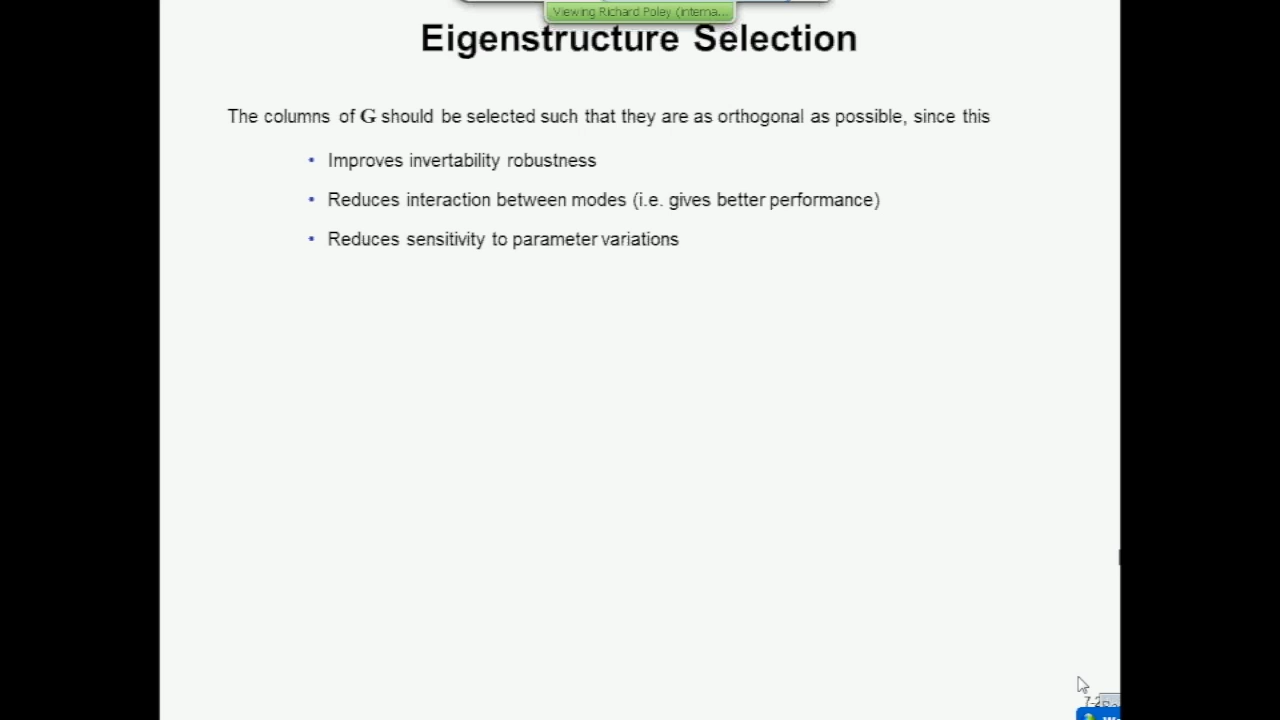 Viewing Richard Poley (interna...
Eigenstructure Selection
The columns of G should be selected such that they are as orthogonal as possible, since this
• Improves invertability robustness
• Reduces interaction between modes (i.e. gives better performance)
• Reduces sensitivity to parameter variations